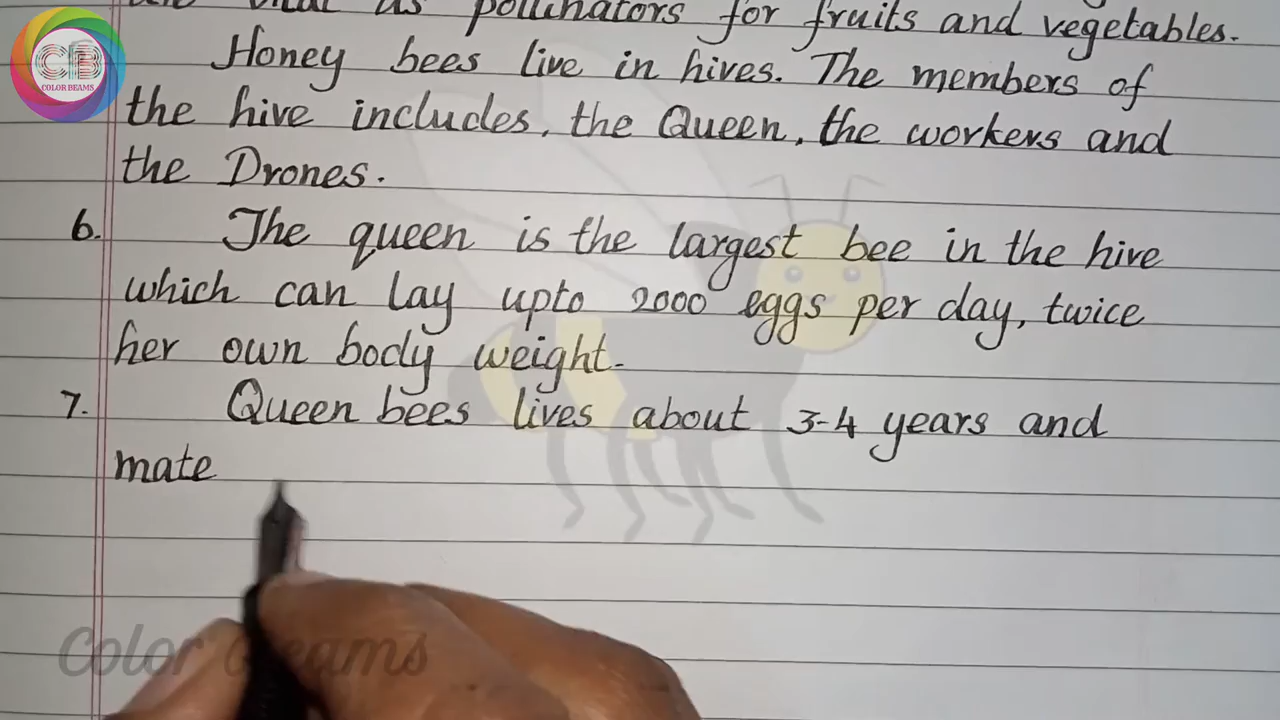 vital as pollinators for fruits and vegetables.
CB
COLOR BEAMS
Honey bees live in hives. The members of
the hive includes, the Queen, the workers and
the Drones.
6. The queen is the largest bee in the hive
which can lay upto 2000 eggs per day, twice
her own body weight.
7. Queen bees lives about 3-4 years and
mate
Color Beams